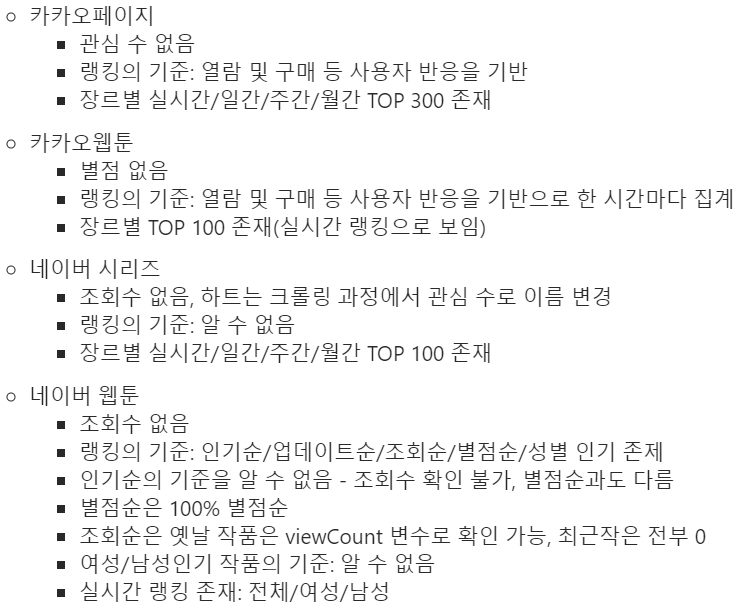 카카오페이지
관심 수 없음
랭킹의 기준: 열람 및 구매 등 사용자 반응을 기반
장르별 실시간/일간/주간/월간 TOP 300 존재
카카오웹툰
별점 없음
랭킹의 기준: 열람 및 구매 등 사용자 반응을 기반으로 한 시간마다 집계
장르별 TOP 100 존재(실시간 랭킹으로 보임)
네이버 시리즈
조회수 없음, 하트는 크롤링 과정에서 관심 수로 이름 변경
랭킹의 기준: 알 수 없음
장르별 실시간/일간/주간/월간 TOP 100 존재
네이버 웹툰
조회수 없음
랭킹의 기준: 인기순/업데이트순/조회순/별점순/성별 인기 존재
인기순의 기준을 알 수 없음 - 조회수 확인 불가, 별점순과도 다름
별점순은 100% 별점순
조회순은 옛날 작품은 viewCount 변수로 확인 가능, 최근작은 전부 0
여성/남성인기 작품의 기준: 알 수 없음
실시간 랭킹 존재: 전체/여성/남성